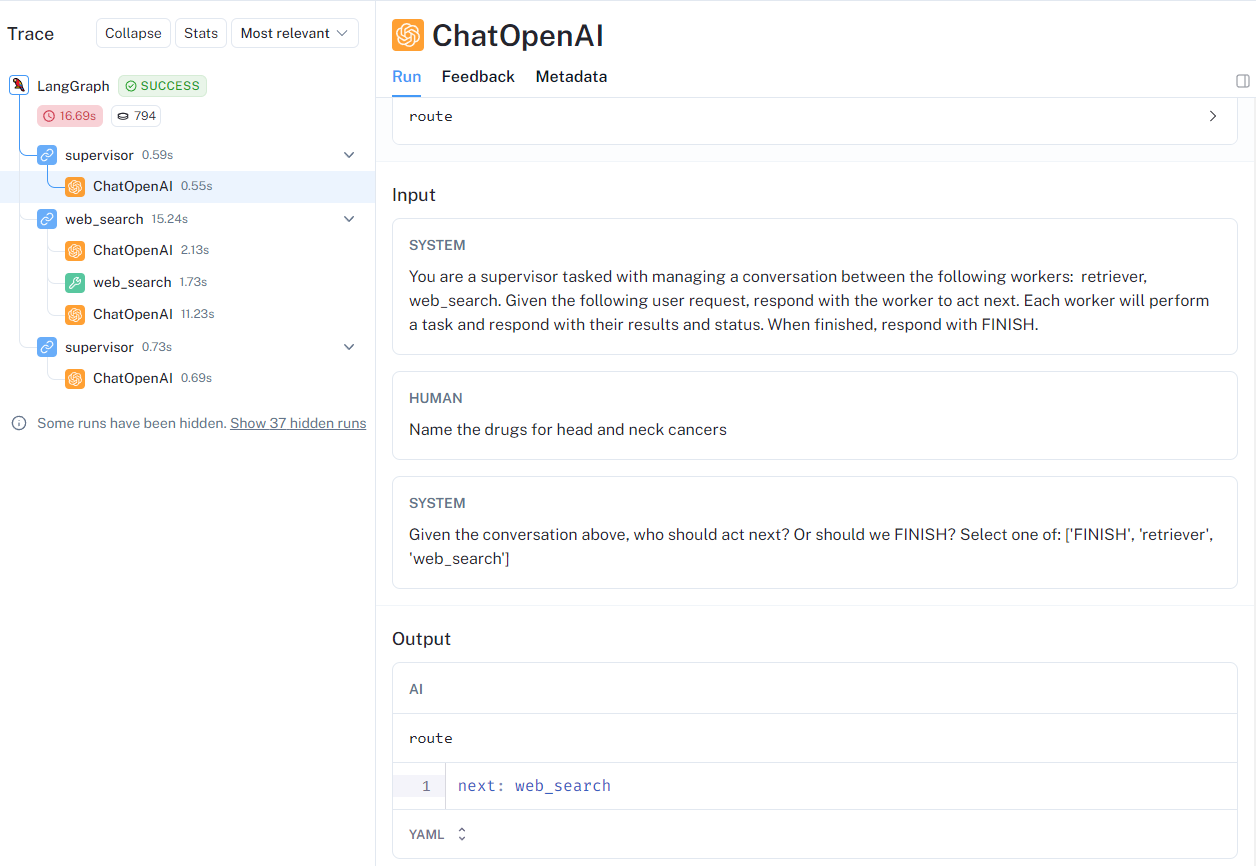 Trace
Collapse
Stats
Most relevant
LangGraph
SUCCESS
16.69s
794
supervisor 0.59s
ChatOpenAI 0.55s
web_search 15.24s
ChatOpenAI 2.13s
web_search 1.73s
ChatOpenAI 11.23s
supervisor 0.73s
ChatOpenAI 0.69s
Some runs have been hidden. Show 37 hidden runs
ChatOpenAI
Run
Feedback
Metadata
route
Input
SYSTEM
You are a supervisor tasked with managing a conversation between the following workers:  retriever,
web_search. Given the following user request, respond with the worker to act next. Each worker will perform
a task and respond with their results and status. When finished, respond with FINISH.
HUMAN
Name the drugs for head and neck cancers
SYSTEM
Given the conversation above, who should act next? Or should we FINISH? Select one of: ['FINISH', 'retriever',
'web_search']
Output
AI
route
1 next: web_search
YAML